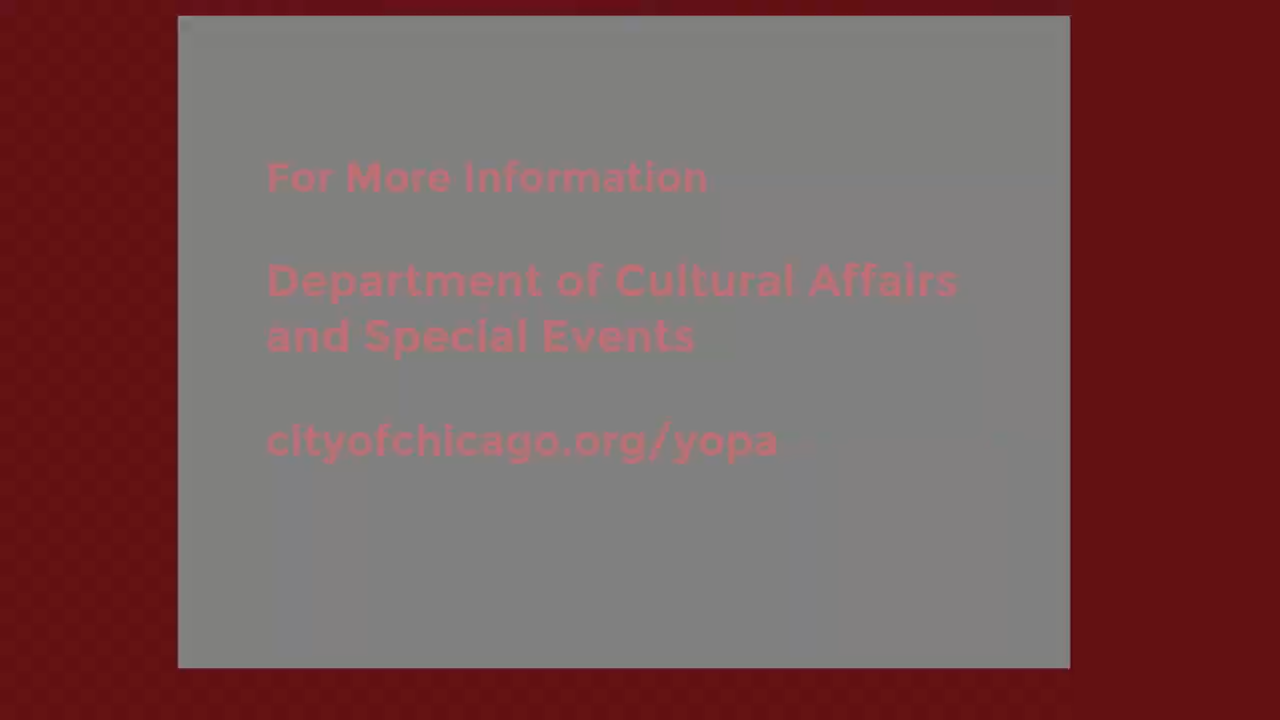 For More Information
Department of Cultural Affairs
and Special Events
cityofchicago.org/yopa